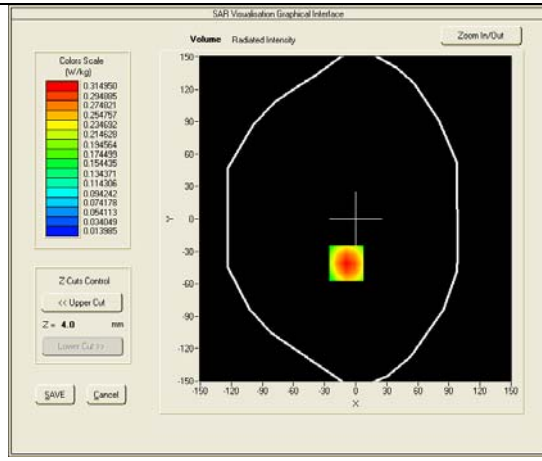 SAR Visualisation Graphical Interface
Volume Radiated Intensity
Zoom In/Out
Colors Scale
(W/kg)
0.314950
0.294885
0.274821
0.254757
0.234692
0.214628
0.194564
0.174499
0.154435
0.134371
0.114306
0.094242
0.074178
0.054113
0.034049
0.013985
Z Cuts Control
<< Upper Cut
Z = 4.0 mm
Lower Cut >>
SAVE
Cancel
150
120
90
60
30
0
-30
-60
-90
-120
-150
Y
-150 -120 -90 -60 -30 0 30 60 90 120 150
X